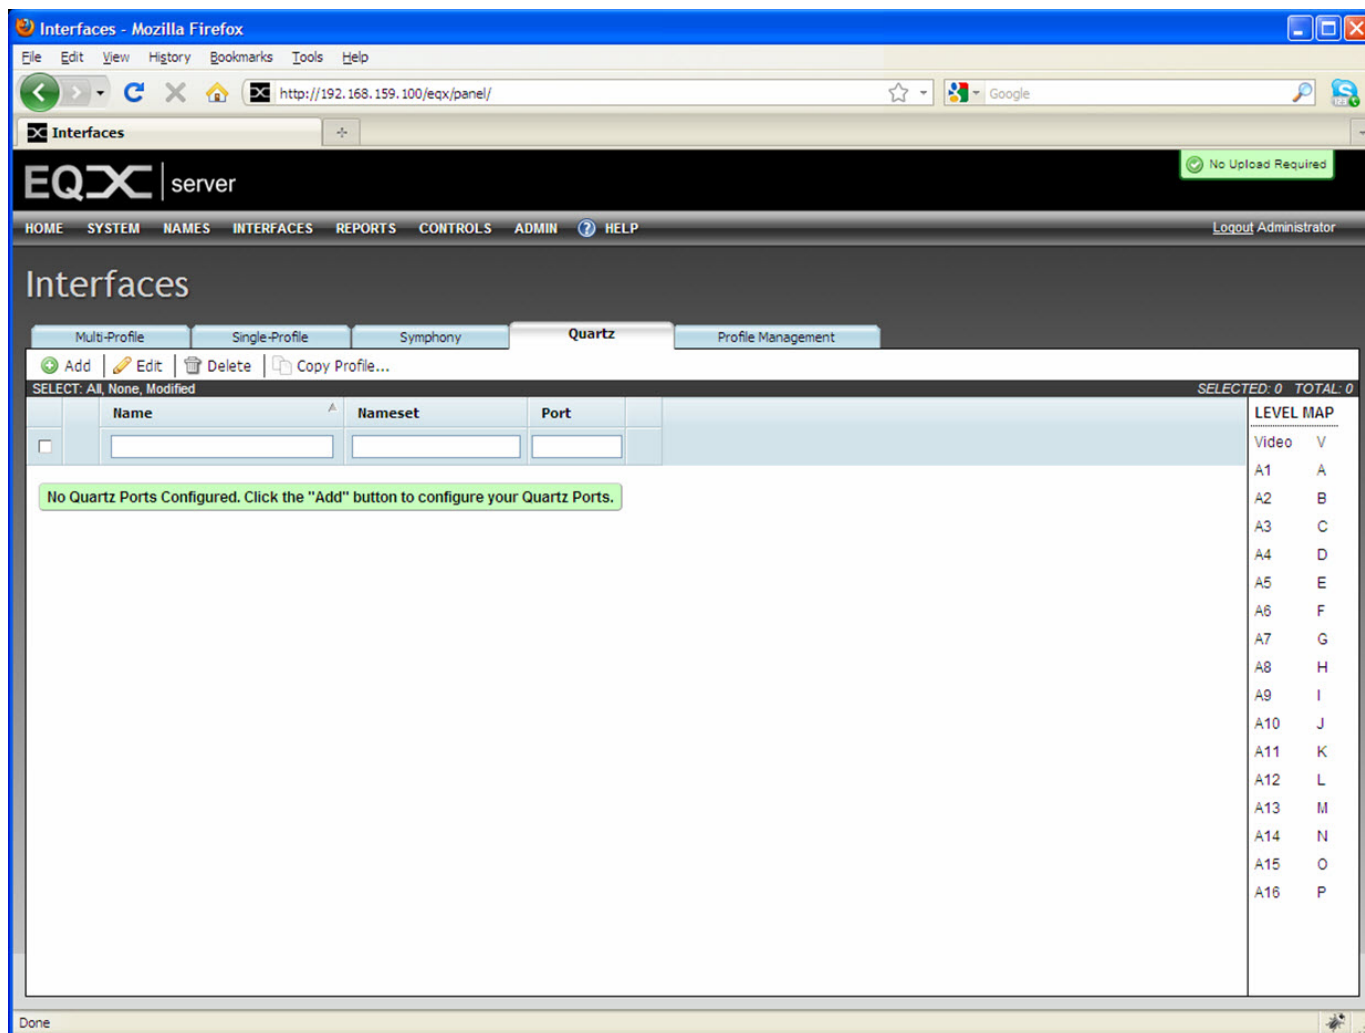 Interfaces - Mozilla Firefox
File Edit View History Bookmarks Tools Help
http://192.168.159.100/eqx/panel/ Google
Interfaces
EQX server
No Upload Required
HOME SYSTEM NAMES INTERFACES REPORTS CONTROLS ADMIN ? HELP Logout Administrator
Interfaces
Multi-Profile Single-Profile Symphony Quartz Profile Management
Add Edit Delete Copy Profile...
SELECT: All, None, Modified SELECTED: 0 TOTAL: 0
Name Nameset Port LEVEL MAP
Video V
A1 A
No Quartz Ports Configured. Click the "Add" button to configure your Quartz Ports.
A2 B
A3 C
A4 D
A5 E
A6 F
A7 G
A8 H
A9 I
A10 J
A11 K
A12 L
A13 M
A14 N
A15 O
A16 P
Done